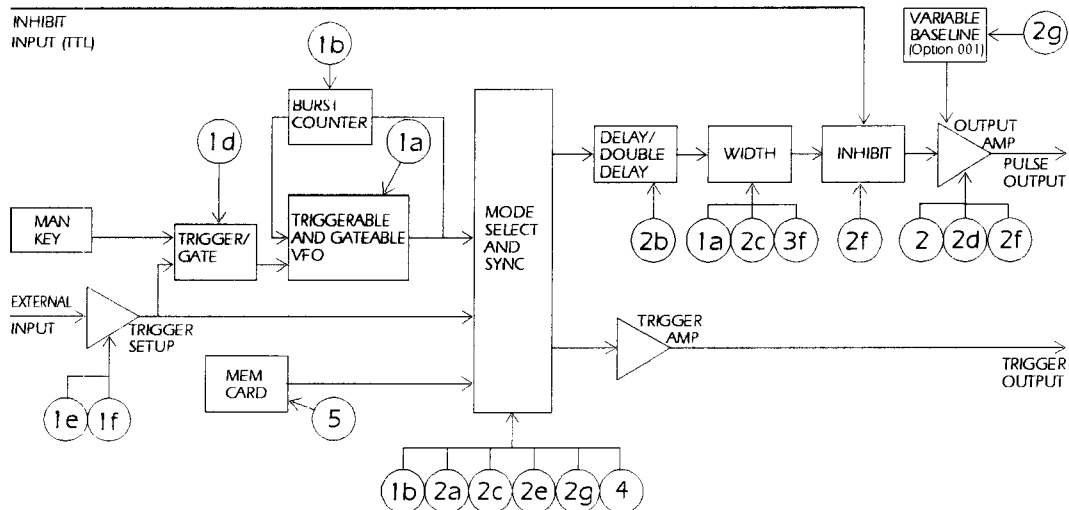 INHIBIT
INPUT (TTL)
1b
BURST
COUNTER
1d
1a
VARIABLE
BASELINE
(Option 001)
2g
MAN
KEY
TRIGGER/
GATE
TRIGGERABLE
AND GATEABLE
VFO
MODE
SELECT
AND
SYNC
DELAY/
DOUBLE
DELAY
WIDTH
INHIBIT
OUTPUT
AMP
PULSE
OUTPUT
2b
1a
2c
3f
2f
2
2d
2f
EXTERNAL
INPUT
TRIGGER
SETUP
TRIGGER
AMP
TRIGGER
OUTPUT
MEM
CARD
1e
1f
5
1b
2a
2c
2e
2g
4